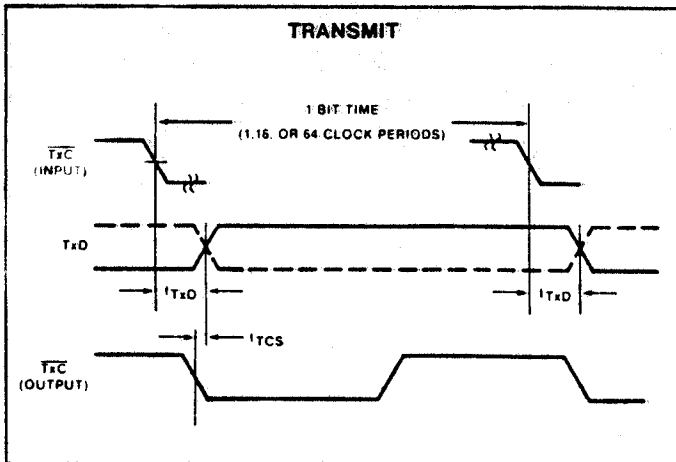 TRANSMIT
1 BIT TIME
(1,16, OR 64 CLOCK PERIODS)
TxC
(INPUT)
TxD
tTxD
tTxD
tTCS
TxC
(OUTPUT)